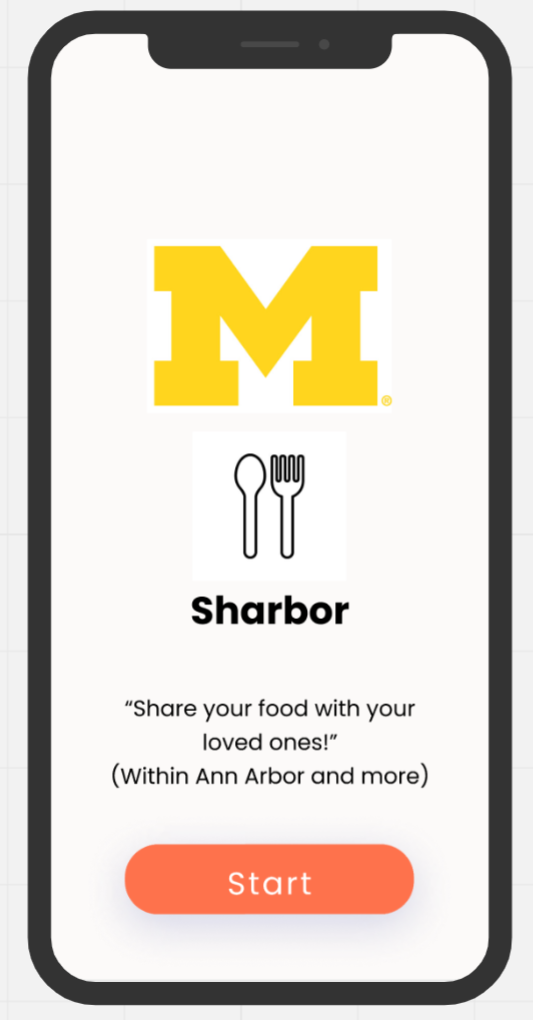 M®
Sharbor
“Share your food with your
loved ones!”
(Within Ann Arbor and more)
Start